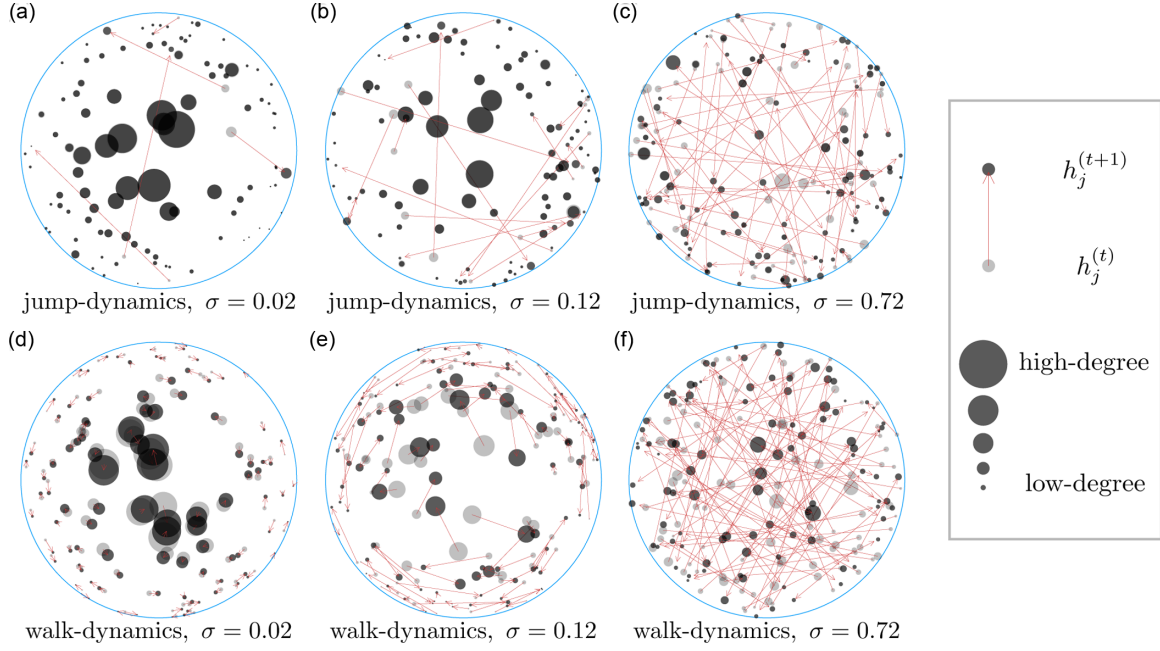 (a)
(b)
(c)
jump-dynamics, σ = 0.02
jump-dynamics, σ = 0.12
jump-dynamics, σ = 0.72
(d)
(e)
(f)
walk-dynamics, σ = 0.02
walk-dynamics, σ = 0.12
walk-dynamics, σ = 0.72
h_j^{(t+1)}
h_j^{(t)}
high-degree
low-degree